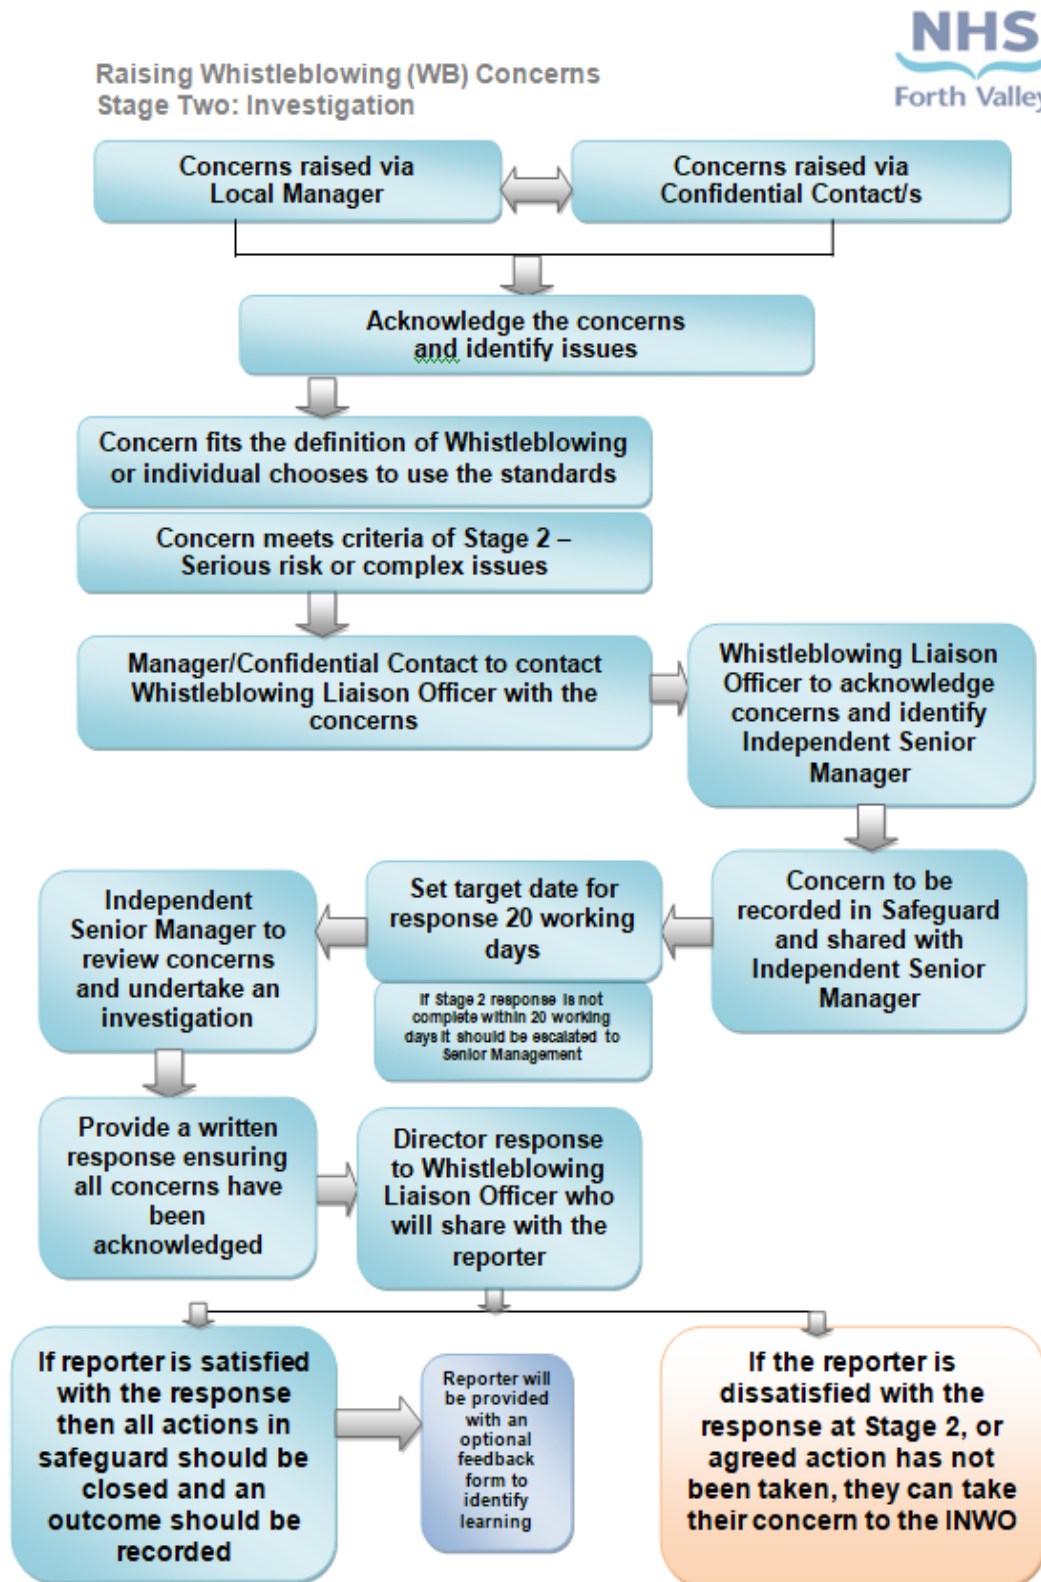 NHS
Forth Valley
Raising Whistleblowing (WB) Concerns
Stage Two: Investigation
Concerns raised via
Local Manager
Concerns raised via
Confidential Contact/s
Acknowledge the concerns
and identify issues
Concern fits the definition of Whistleblowing
or individual chooses to use the standards
Concern meets criteria of Stage 2 –
Serious risk or complex issues
Manager/Confidential Contact to contact
Whistleblowing Liaison Officer with the
concerns
Whistleblowing Liaison
Officer to acknowledge
concerns and identify
Independent Senior
Manager
Concern to be
recorded in Safeguard
and shared with
Independent Senior
Manager
Set target date for
response 20 working
days
If Stage 2 response is not
complete within 20 working
days it should be escalated to
Senior Management
Independent
Senior Manager to
review concerns
and undertake an
investigation
Provide a written
response ensuring
all concerns have
been
acknowledged
Director response
to Whistleblowing
Liaison Officer who
will share with the
reporter
If reporter is satisfied
with the response
then all actions in
safeguard should be
closed and an
outcome should be
recorded
Reporter will
be provided
with an
optional
feedback
form to
identify
learning
If the reporter is
dissatisfied with the
response at Stage 2, or
agreed action has not
been taken, they can take
their concern to the INWO